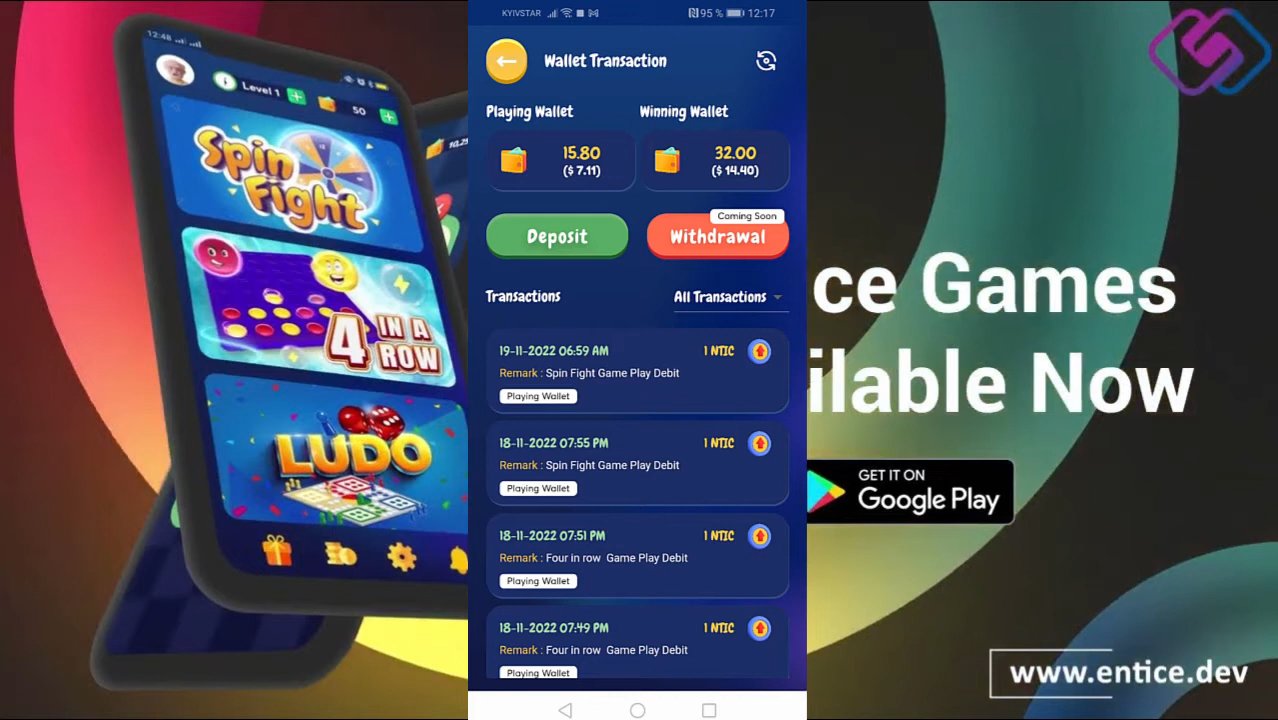 12:48
Level 1
50
Spin
Fight
4 IN A
ROW
LUDO
KYIVSTAR
95 %
12:17
Wallet Transaction
Playing Wallet
Winning Wallet
15.80
($ 7.11)
32.00
($ 14.40)
Deposit
Coming Soon
Withdrawal
Transactions
All Transactions
19-11-2022 06:59 AM
1 NTIC
Remark : Spin Fight Game Play Debit
Playing Wallet
18-11-2022 07:55 PM
1 NTIC
Remark : Spin Fight Game Play Debit
Playing Wallet
18-11-2022 07:51 PM
1 NTIC
Remark : Four in row Game Play Debit
Playing Wallet
18-11-2022 07:49 PM
1 NTIC
Remark : Four in row Game Play Debit
Playing Wallet
ce Games
ilable Now
GET IT ON
Google Play
www.entice.dev